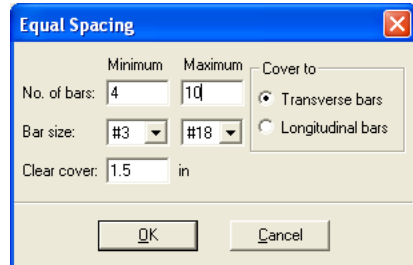 Equal Spacing
Minimum Maximum Cover to
No. of bars: 4 10 Transverse bars
Bar size: #3 #18 Longitudinal bars
Clear cover: 1.5 in
OK Cancel